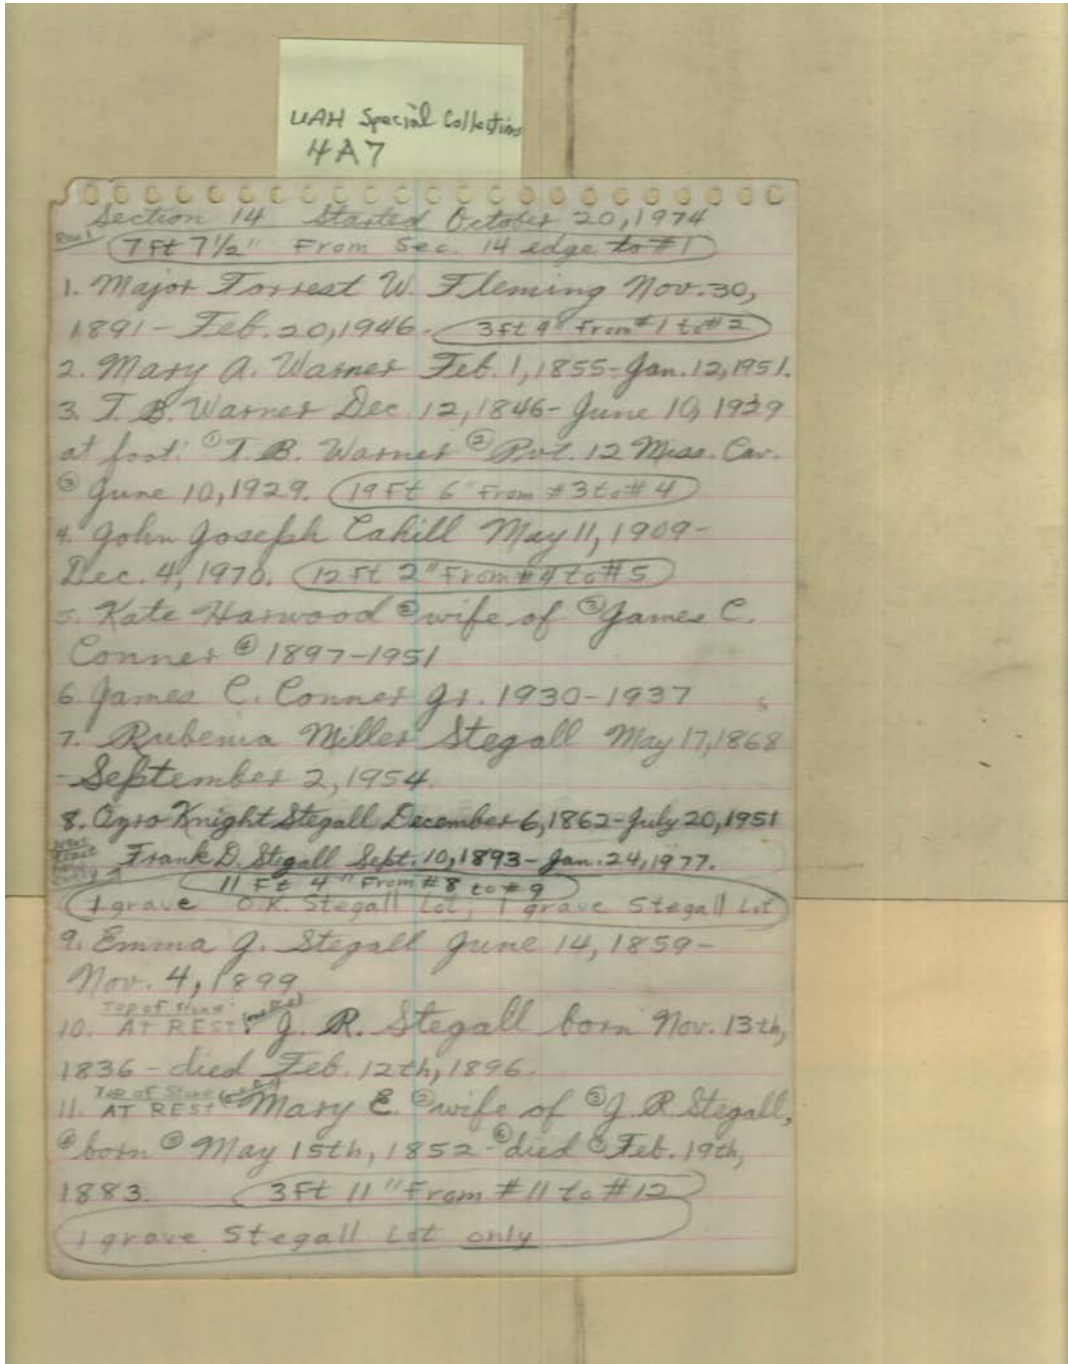 UAH Special Collections
4A7
Section 14 Started October 20, 1974
Row 1
7 Ft 7 1/2" From Sec. 14 edge to #1
1. Major Forrest W. Fleming Nov. 30,
1891 - Feb. 20, 1946. 3 ft 9" from #1 to #2
2. Mary A. Warner Feb. 1, 1855 - Jan. 12, 1951.
3. T. B. Warner Dec. 12, 1846 - June 10, 1929
at foot: ① T. B. Warner ② Pvt. 12 Miss. Cav.
③ June 10, 1929. 19 Ft 6" From #3 to #4
4. John Joseph Cahill May 11, 1909 -
Dec. 4, 1970. 12 Ft 2" From #4 to #5
5. Kate Harwood ② wife of ③ James C.
Conner ④ 1897-1951
6. James C. Conner Jr. 1930-1937
7. Rubenia Miller Stegall May 17, 1868
- September 2, 1954.
8. Ozro Knight Stegall December 6, 1862 - July 20, 1951
Frank D. Stegall Sept. 10, 1893 - Jan. 24, 1977.
11 Ft 4" From #8 to #9
1 grave O.K. Stegall Lot; 1 grave Stegall Lot
9. Emma J. Stegall June 14, 1859 -
Nov. 4, 1899.
Top of stone:
10. AT REST: J. R. Stegall born Nov. 13th,
1836 - died Feb. 12th, 1896.
Top of Stone
11. AT REST Mary E. ② wife of ③ J. R. Stegall,
④ born ⑤ May 15th, 1852 - ⑥ died ⑦ Feb. 19th,
1883. 3 Ft 11" From #11 to #12
1 grave Stegall Lot only